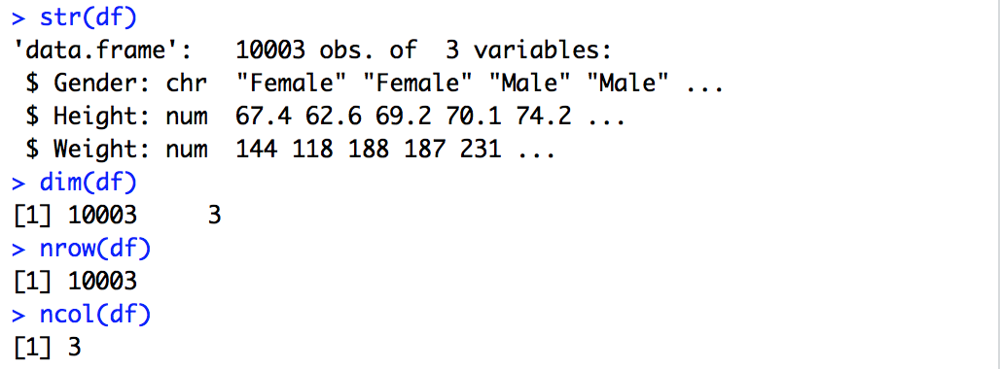 > str(df)
'data.frame':   10003 obs. of  3 variables:
 $ Gender: chr  "Female" "Female" "Male" "Male" ...
 $ Height: num  67.4 62.6 69.2 70.1 74.2 ...
 $ Weight: num  144 118 188 187 231 ...
> dim(df)
[1] 10003     3
> nrow(df)
[1] 10003
> ncol(df)
[1] 3